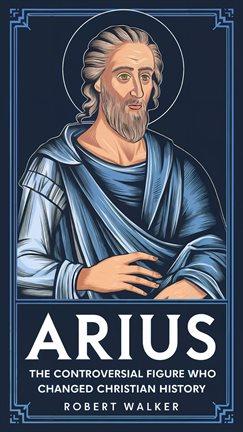 ARIUS
THE CONTROVERSIAL FIGURE WHO
CHANGED CHRISTIAN HISTORY
ROBERT WALKER